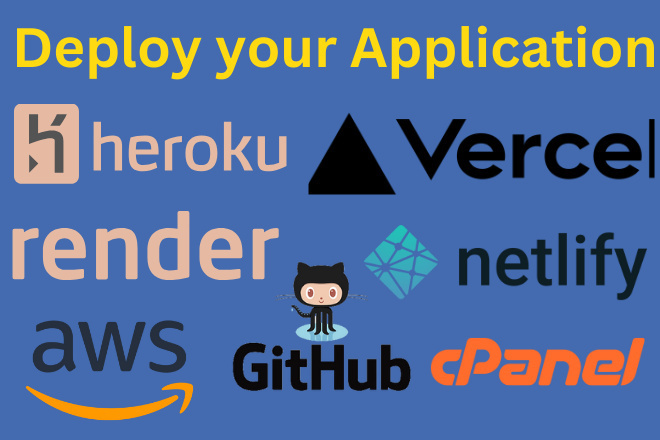 Deploy your Application
heroku
Vercel
render
netlify
aws
GitHub
cPanel